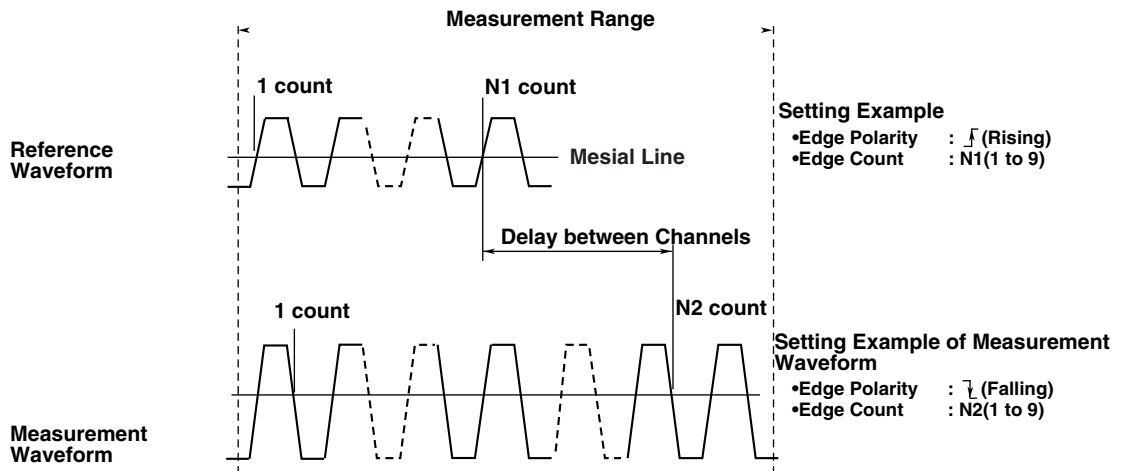 Measurement Range
1 count
N1 count
Setting Example
•Edge Polarity : (Rising)
•Edge Count : N1(1 to 9)
Reference
Waveform
Mesial Line
Delay between Channels
1 count
N2 count
Setting Example of Measurement
Waveform
•Edge Polarity : (Falling)
•Edge Count : N2(1 to 9)
Measurement
Waveform